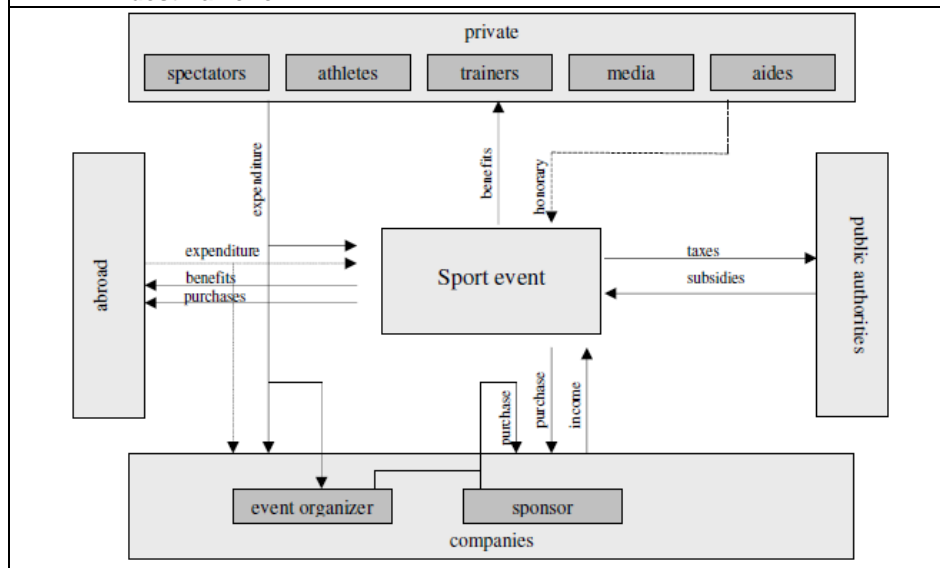 private
spectators
athletes
trainers
media
aides
expenditure
benefits
honorary
abroad
expenditure
benefits
purchases
Sport event
taxes
subsidies
public authorities
purchase
purchase
income
event organizer
sponsor
companies